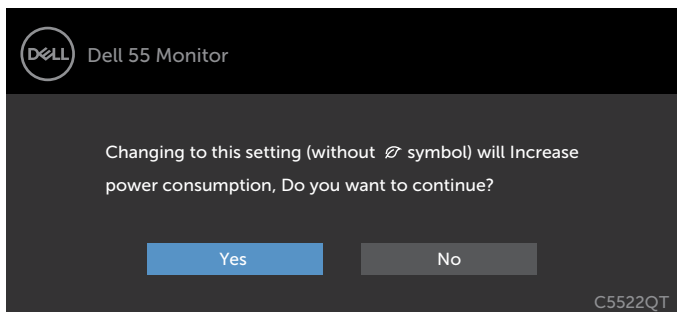 DELL
Dell 55 Monitor
Changing to this setting (without symbol) will Increase
power consumption, Do you want to continue?
Yes
No
C5522QT